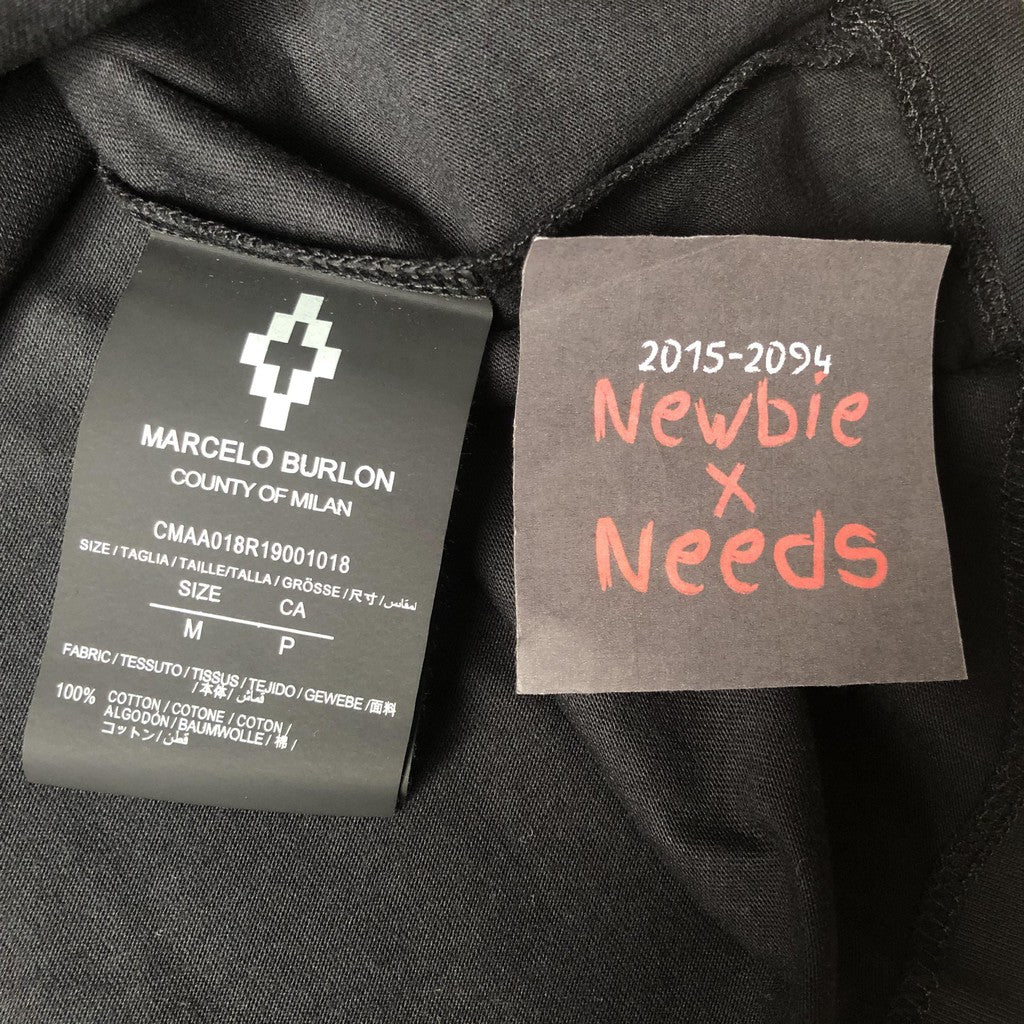 MARCELO BURLON
COUNTY OF MILAN
CMAA018R19001018
SIZE / TAGLIA / TAILLE/TALLA / GRÖSSE / 尺寸 / مقاس
SIZE CA
M P
FABRIC / TESSUTO / TISSUS / TEJIDO / GEWEBE / 面料
/ 本体 / قماش
100% COTTON / COTONE / COTON /
ALGODÓN / BAUMWOLLE / 棉 /
コットン / قطن
2015-2094
Newbie
x
Needs